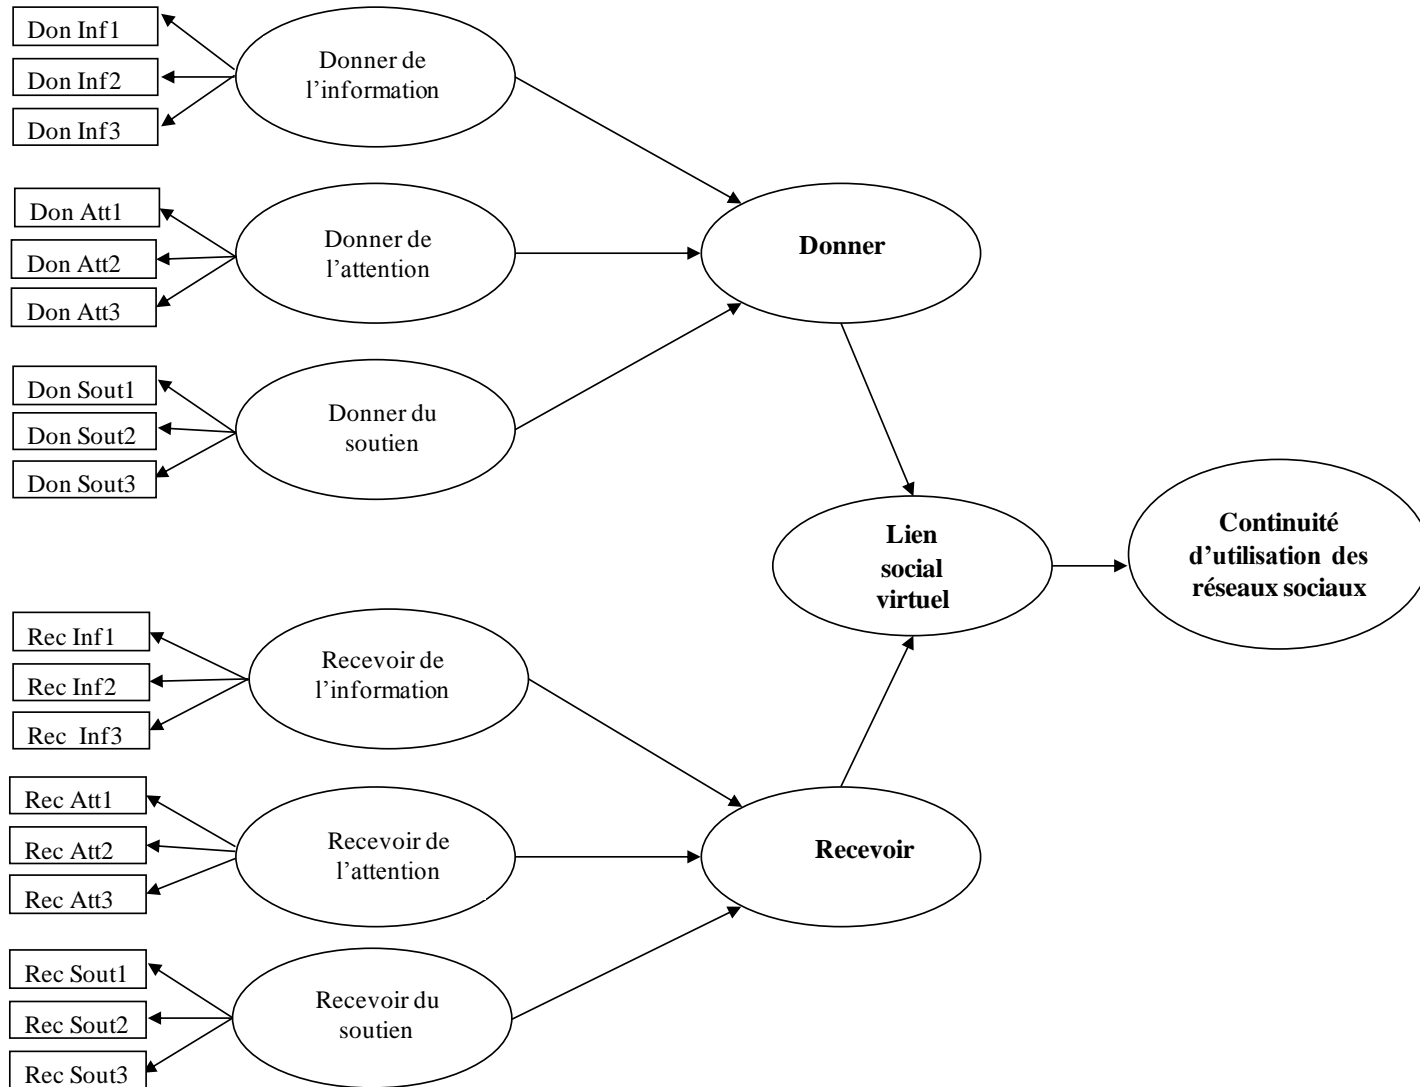 Don Inf1
Don Inf2
Don Inf3
Donner de
l’information
Don Att1
Don Att2
Don Att3
Donner de
l’attention
Donner
Don Sout1
Don Sout2
Don Sout3
Donner du
soutien
Lien
social
virtuel
Continuité
d’utilisation des
réseaux sociaux
Rec Inf1
Rec Inf2
Rec Inf3
Recevoir de
l’information
Rec Att1
Rec Att2
Rec Att3
Recevoir de
l’attention
Recevoir
Rec Sout1
Rec Sout2
Rec Sout3
Recevoir du
soutien